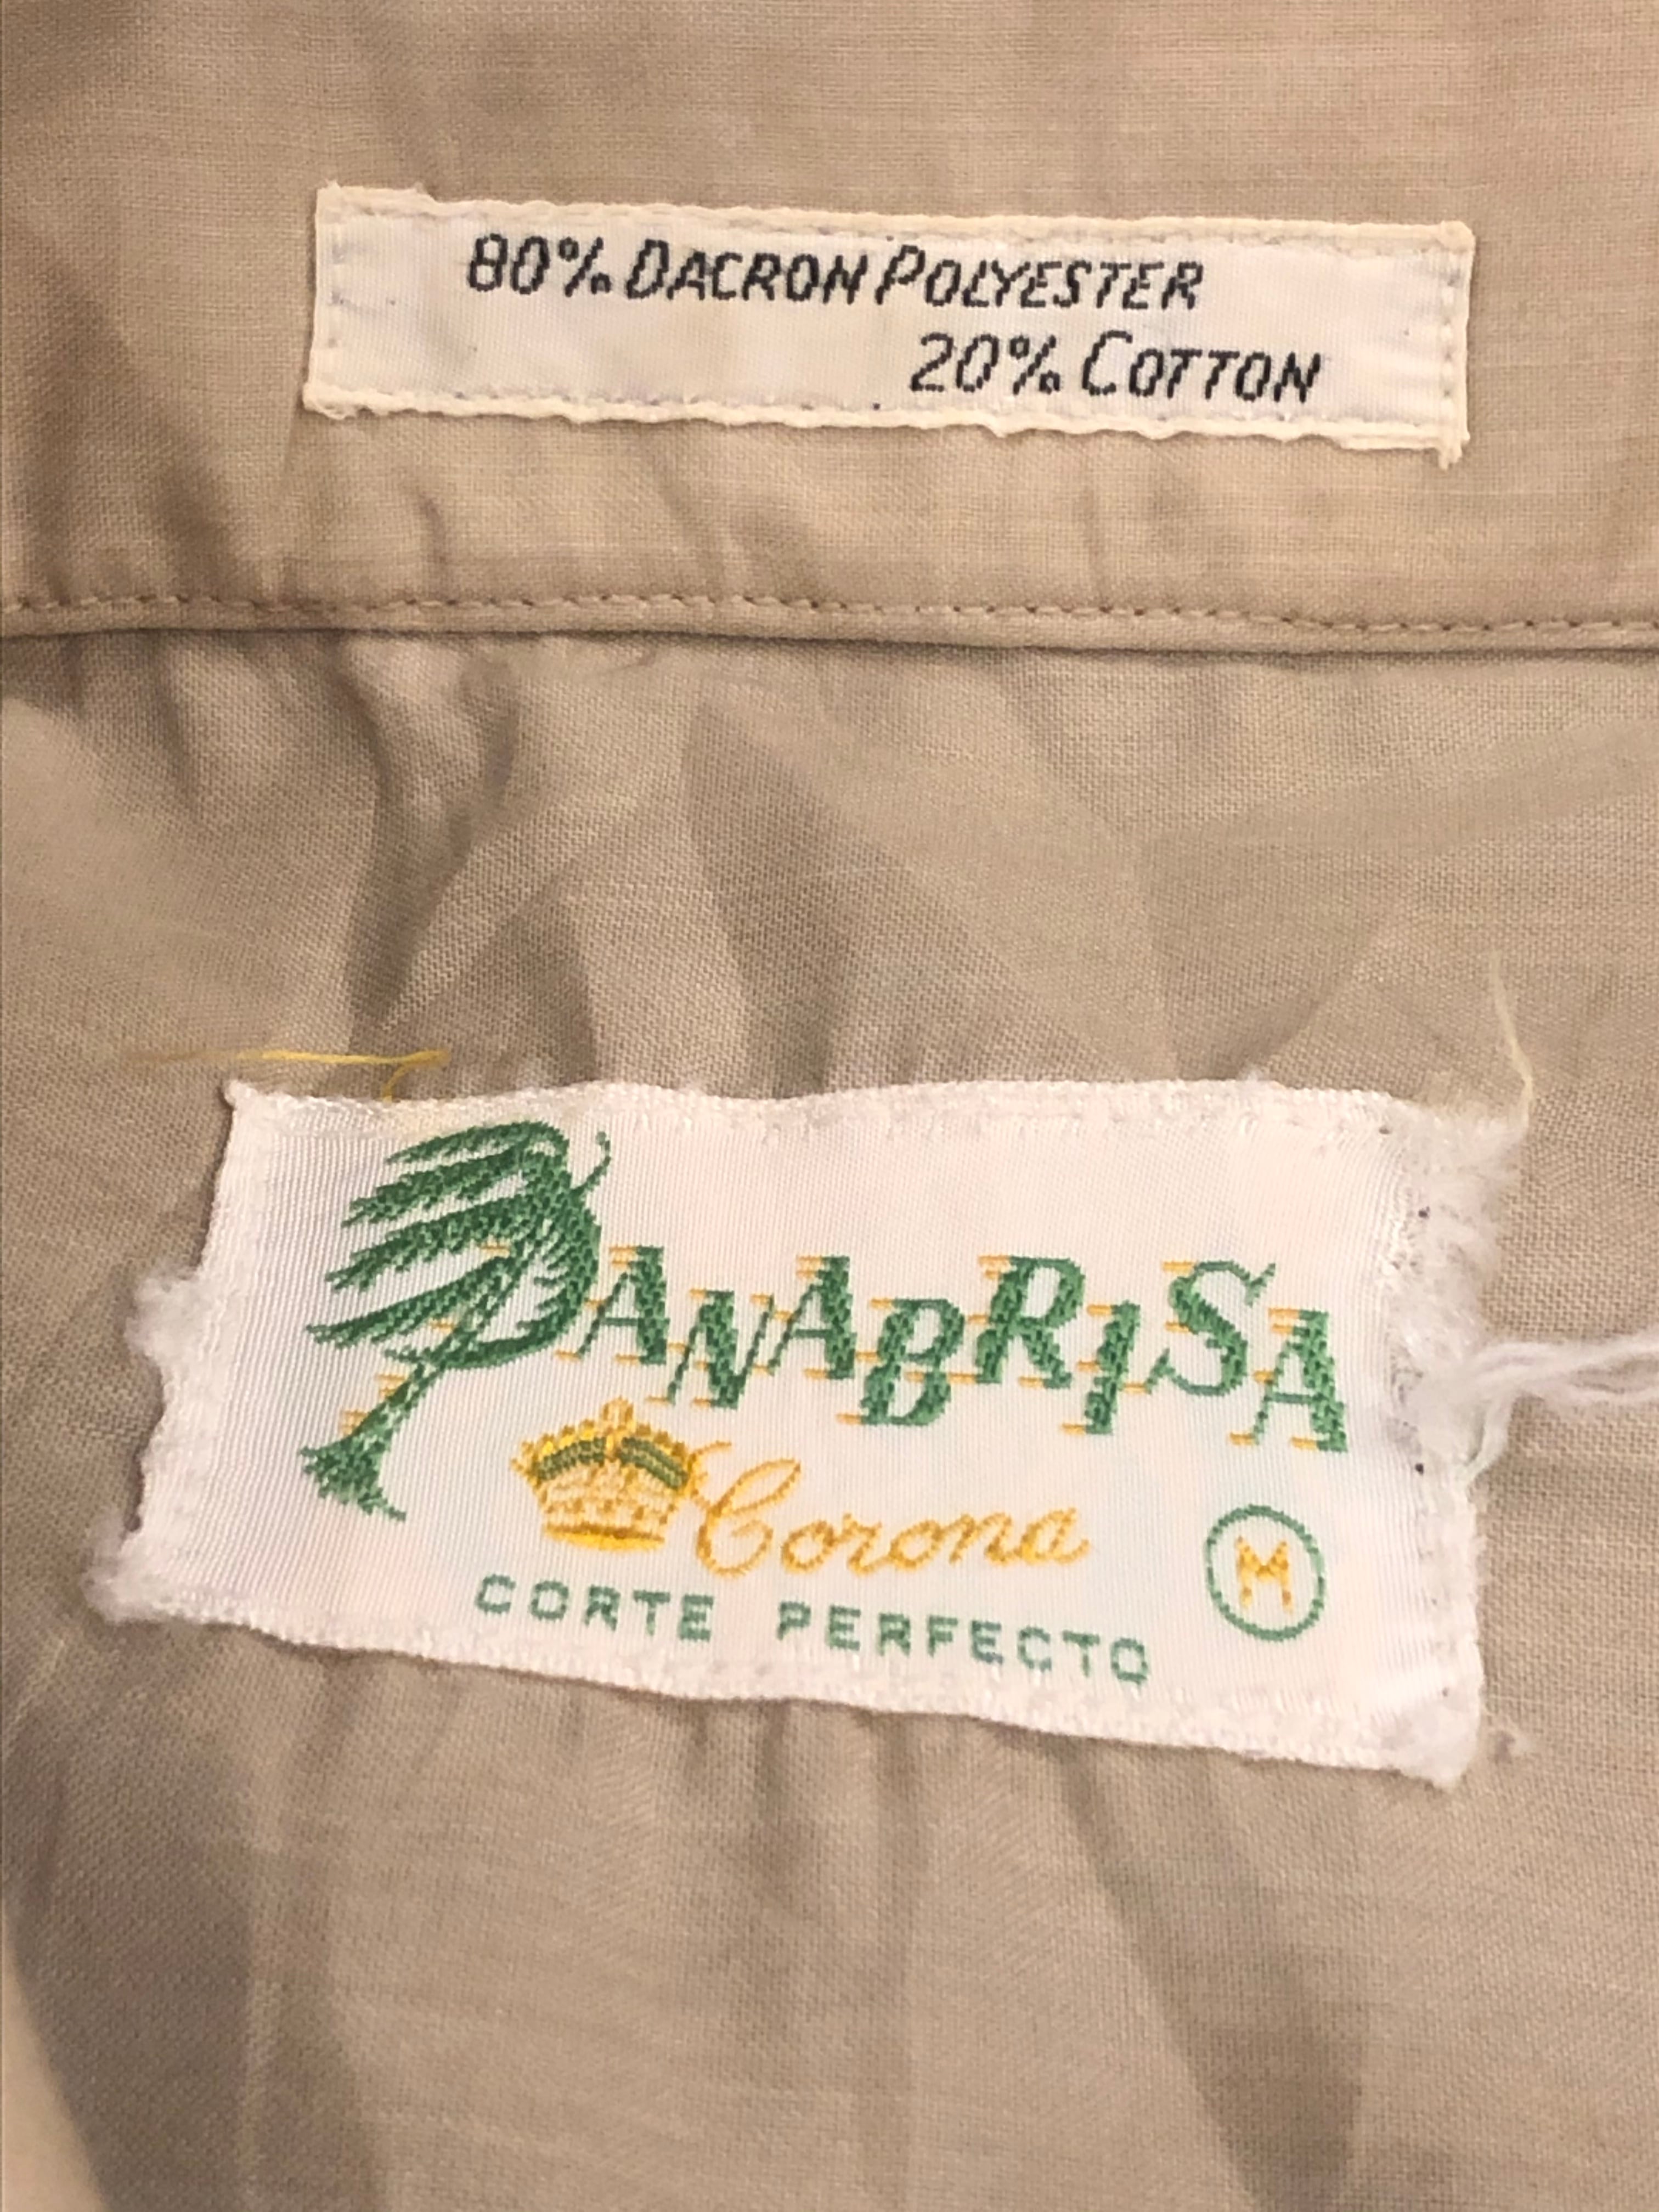 80% DACRON POLYESTER
20% COTTON
PANABRISA
Corona
M
CORTE PERFECTO